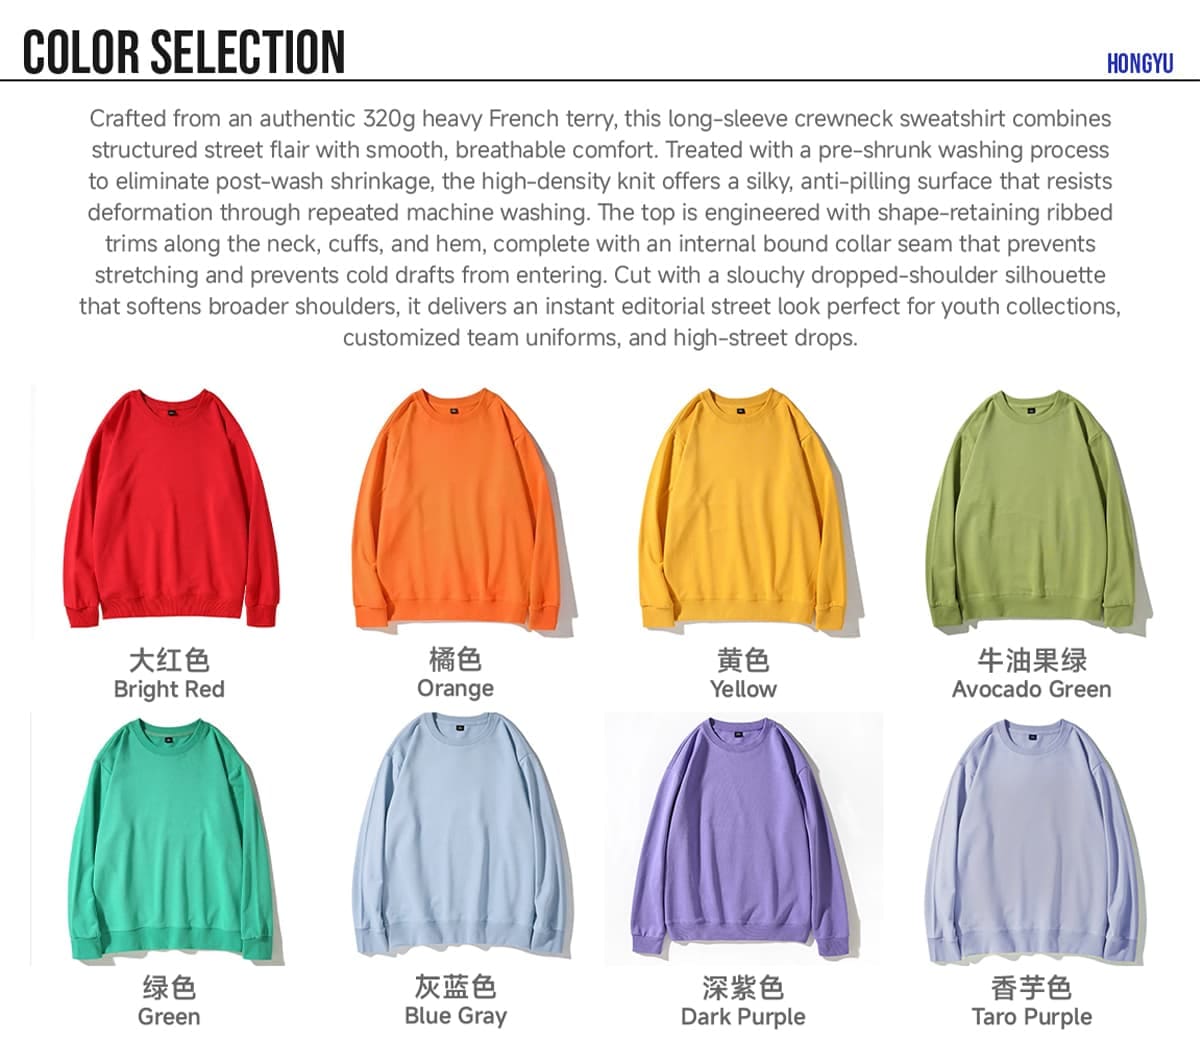 COLOR SELECTION
HONGYU
Crafted from an authentic 320g heavy French terry, this long-sleeve crewneck sweatshirt combines
structured street flair with smooth, breathable comfort. Treated with a pre-shrunk washing process
to eliminate post-wash shrinkage, the high-density knit offers a silky, anti-pilling surface that resists
deformation through repeated machine washing. The top is engineered with shape-retaining ribbed
trims along the neck, cuffs, and hem, complete with an internal bound collar seam that prevents
stretching and prevents cold drafts from entering. Cut with a slouchy dropped-shoulder silhouette
that softens broader shoulders, it delivers an instant editorial street look perfect for youth collections,
customized team uniforms, and high-street drops.
大红色 橘色 黄色 牛油果绿
Bright Red Orange Yellow Avocado Green
绿色 灰蓝色 深紫色 香芋色
Green Blue Gray Dark Purple Taro Purple